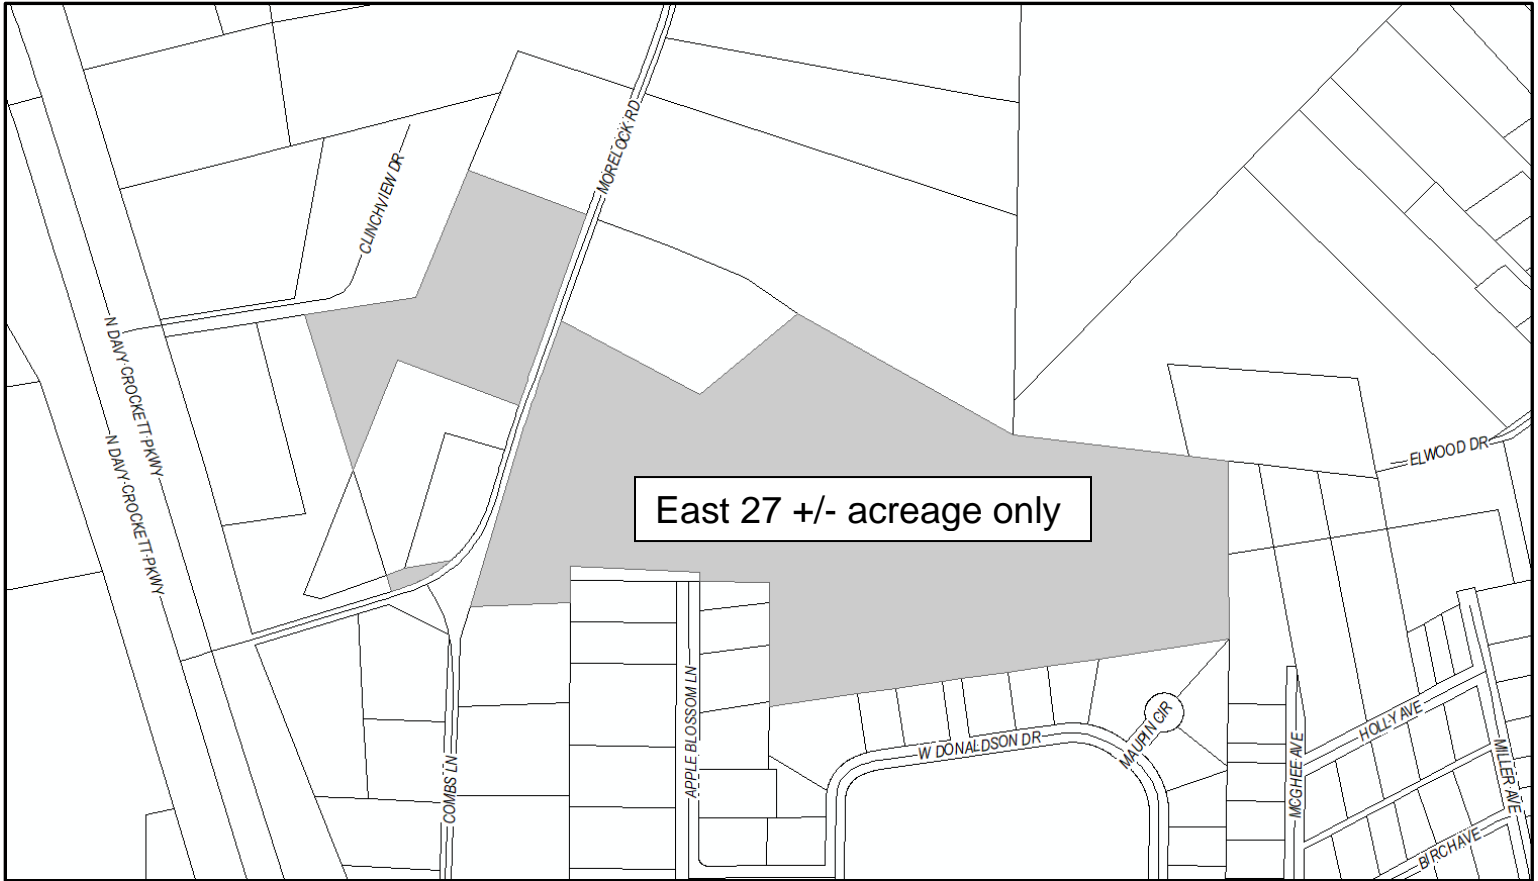 MORELOCK RD
CLINCHVIEW DR
N DAVY CROCKETT PKWY
N DAVY CROCKETT PKWY
ELWOOD DR
East 27 +/- acreage only
APPLE BLOSSOM LN
COMBS LN
W DONALDSON DR
MAUPIN CIR
MCGHEE AVE
HOLLY AVE
MILLER AVE
BIRCH AVE